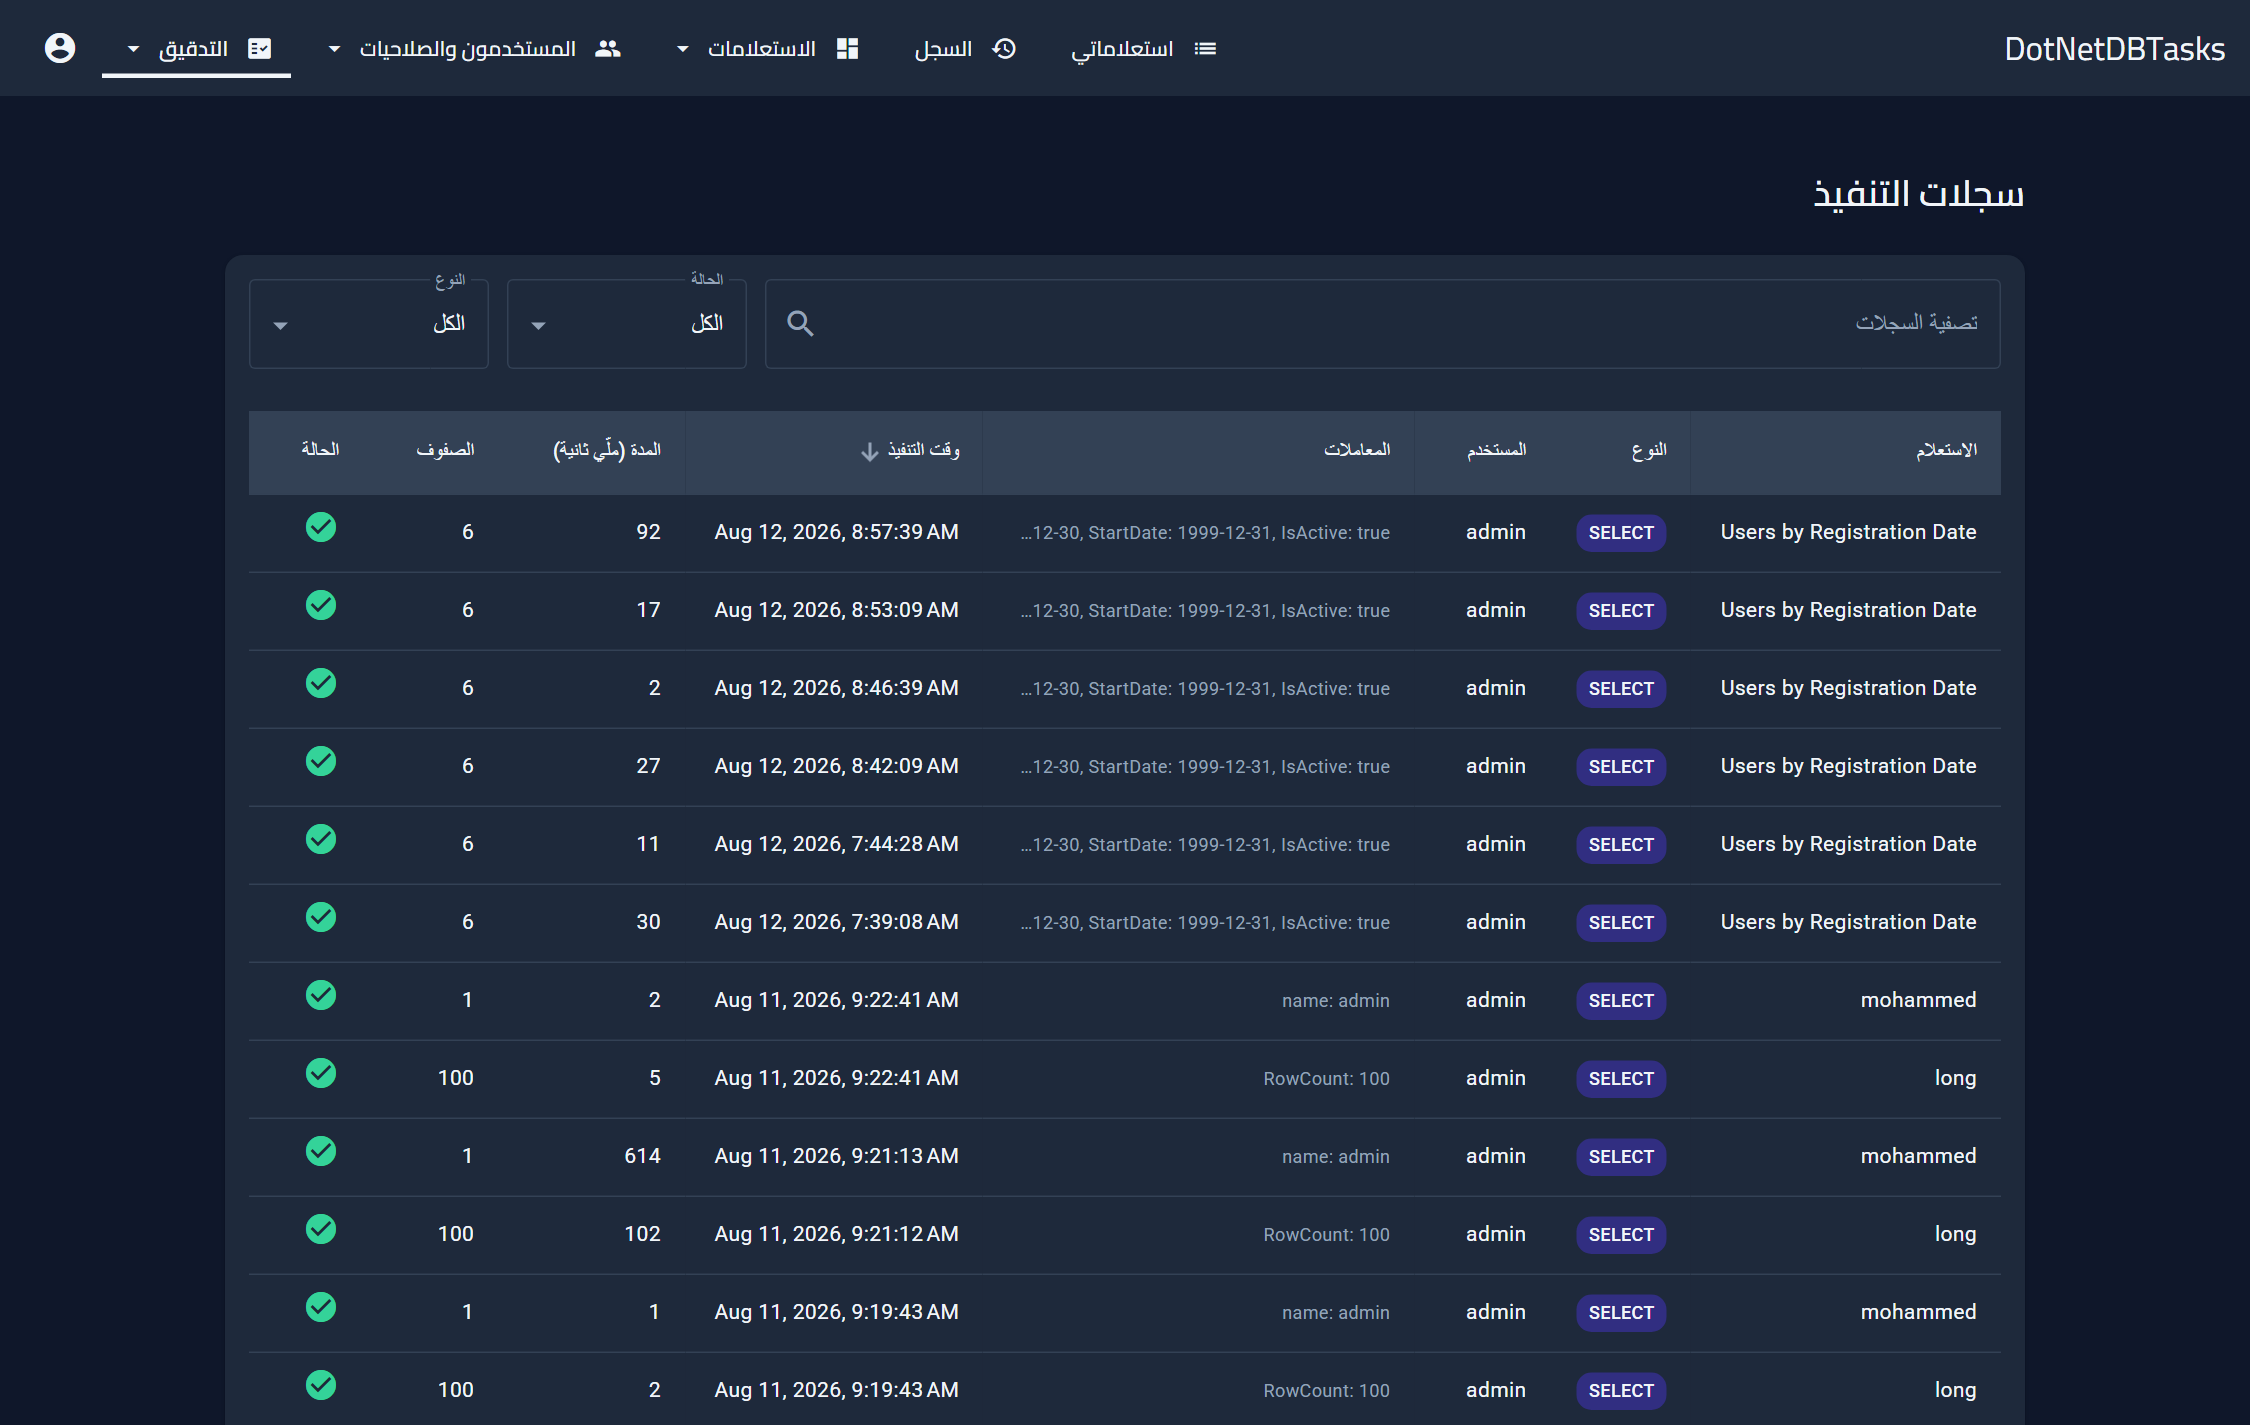 DotNetDBTasks استعلاماتي السجل الاستعلامات المستخدمون والصلاحيات التدقيق
سجلات التنفيذ
النوع الحالة
تصفية السجلات الكل الكل
الاستعلام النوع المستخدم المعاملات وقت التنفيذ المدة (ملّي ثانية) الصفوف الحالة
Users by Registration Date SELECT admin ...12-30, StartDate: 1999-12-31, IsActive: true Aug 12, 2026, 8:57:39 AM 92 6
Users by Registration Date SELECT admin ...12-30, StartDate: 1999-12-31, IsActive: true Aug 12, 2026, 8:53:09 AM 17 6
Users by Registration Date SELECT admin ...12-30, StartDate: 1999-12-31, IsActive: true Aug 12, 2026, 8:46:39 AM 2 6
Users by Registration Date SELECT admin ...12-30, StartDate: 1999-12-31, IsActive: true Aug 12, 2026, 8:42:09 AM 27 6
Users by Registration Date SELECT admin ...12-30, StartDate: 1999-12-31, IsActive: true Aug 12, 2026, 7:44:28 AM 11 6
Users by Registration Date SELECT admin ...12-30, StartDate: 1999-12-31, IsActive: true Aug 12, 2026, 7:39:08 AM 30 6
mohammed SELECT admin name: admin Aug 11, 2026, 9:22:41 AM 2 1
long SELECT admin RowCount: 100 Aug 11, 2026, 9:22:41 AM 5 100
mohammed SELECT admin name: admin Aug 11, 2026, 9:21:13 AM 614 1
long SELECT admin RowCount: 100 Aug 11, 2026, 9:21:12 AM 102 100
mohammed SELECT admin name: admin Aug 11, 2026, 9:19:43 AM 1 1
long SELECT admin RowCount: 100 Aug 11, 2026, 9:19:43 AM 2 100